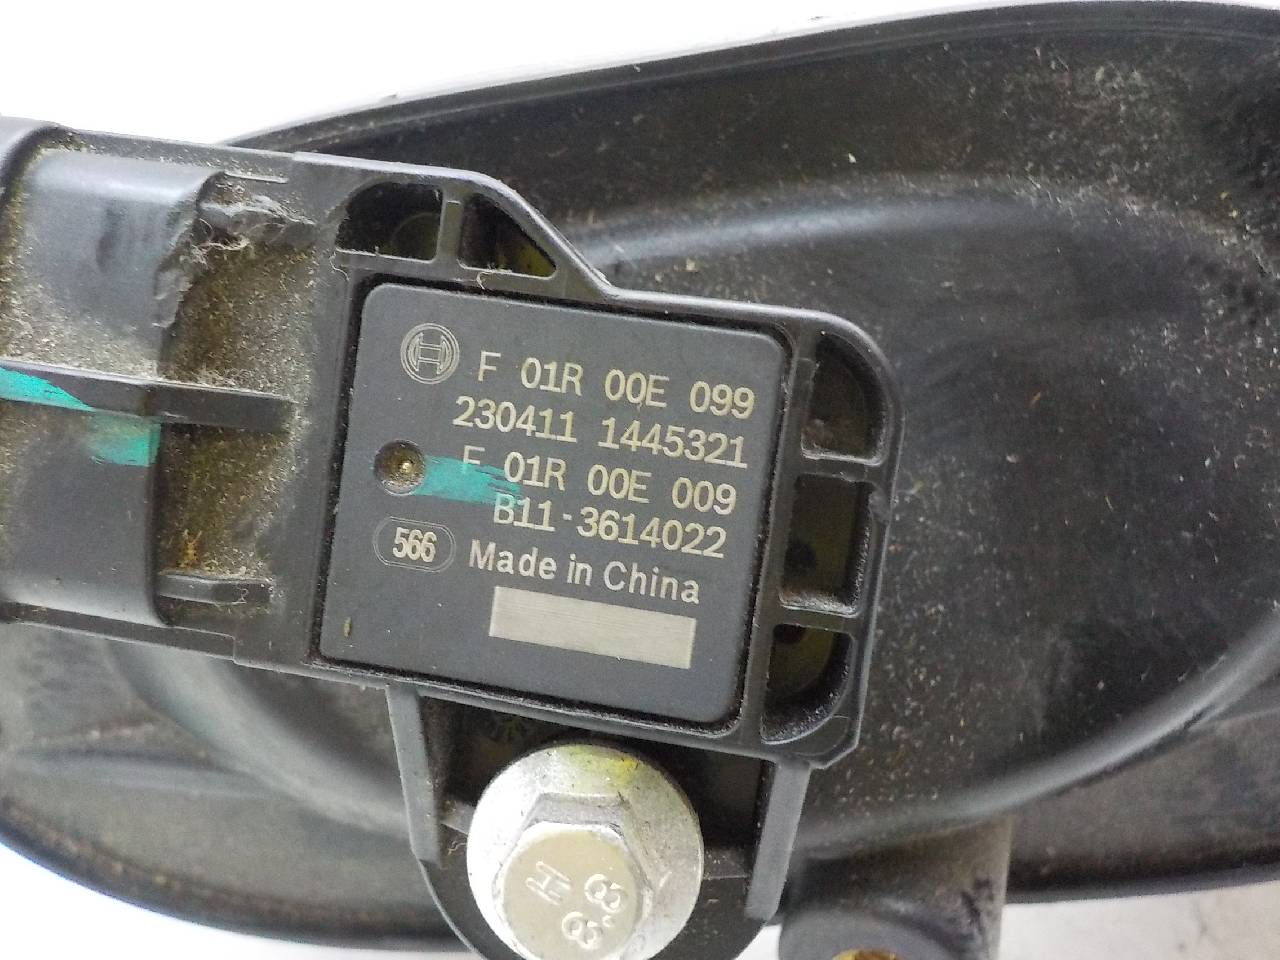 F 01R 00E 099
230411 1445321
F 01R 00E 009
B11-3614022
566 Made in China
H 8.8